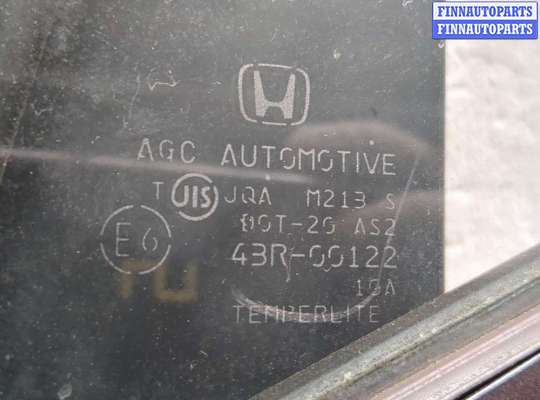 FINNAUTOPARTS
FINNAUTOPARTS
AGC AUTOMOTIVE
T JIS JQA M213 S
DOT-20 AS2
E6 43R-00122
TEMPERLITE